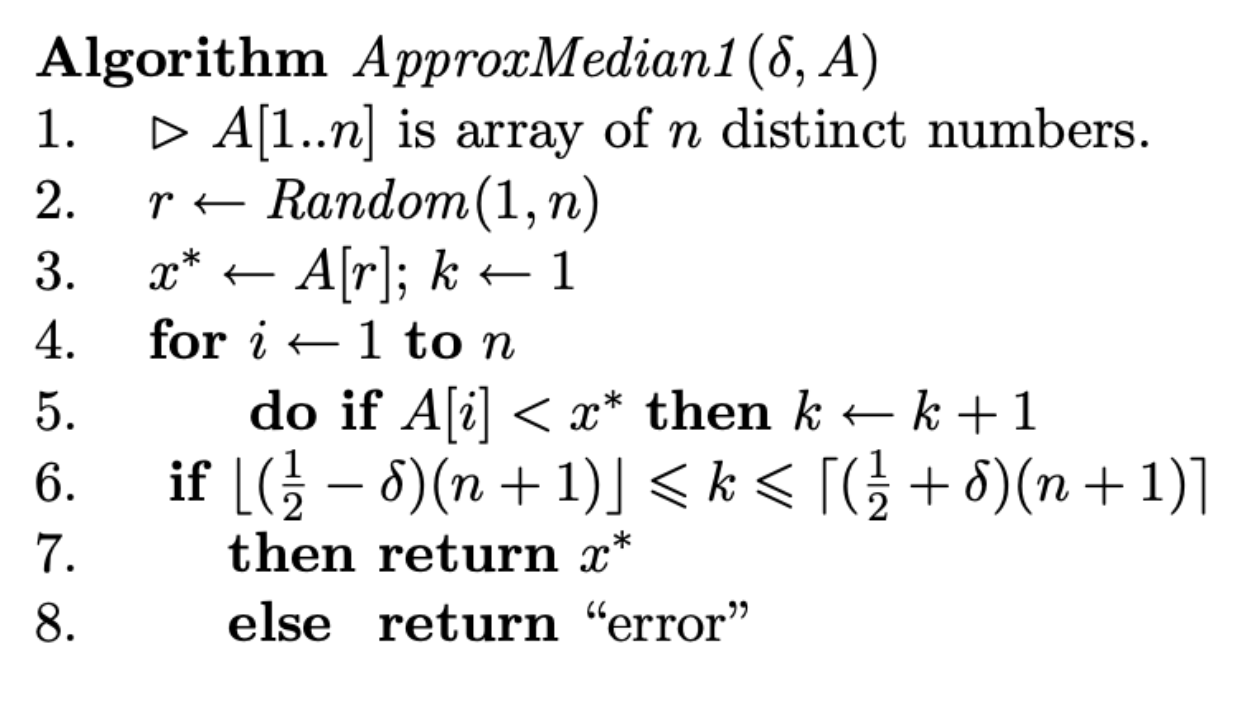 Algorithm ApproxMedian1(δ, A)
1. ▷ A[1..n] is array of n distinct numbers.
2. r ← Random(1, n)
3. x* ← A[r]; k ← 1
4. for i ← 1 to n
5. do if A[i] < x* then k ← k + 1
6. if ⌊(1/2 − δ)(n + 1)⌋ ⩽ k ⩽ ⌈(1/2 + δ)(n + 1)⌉
7. then return x*
8. else return “error”